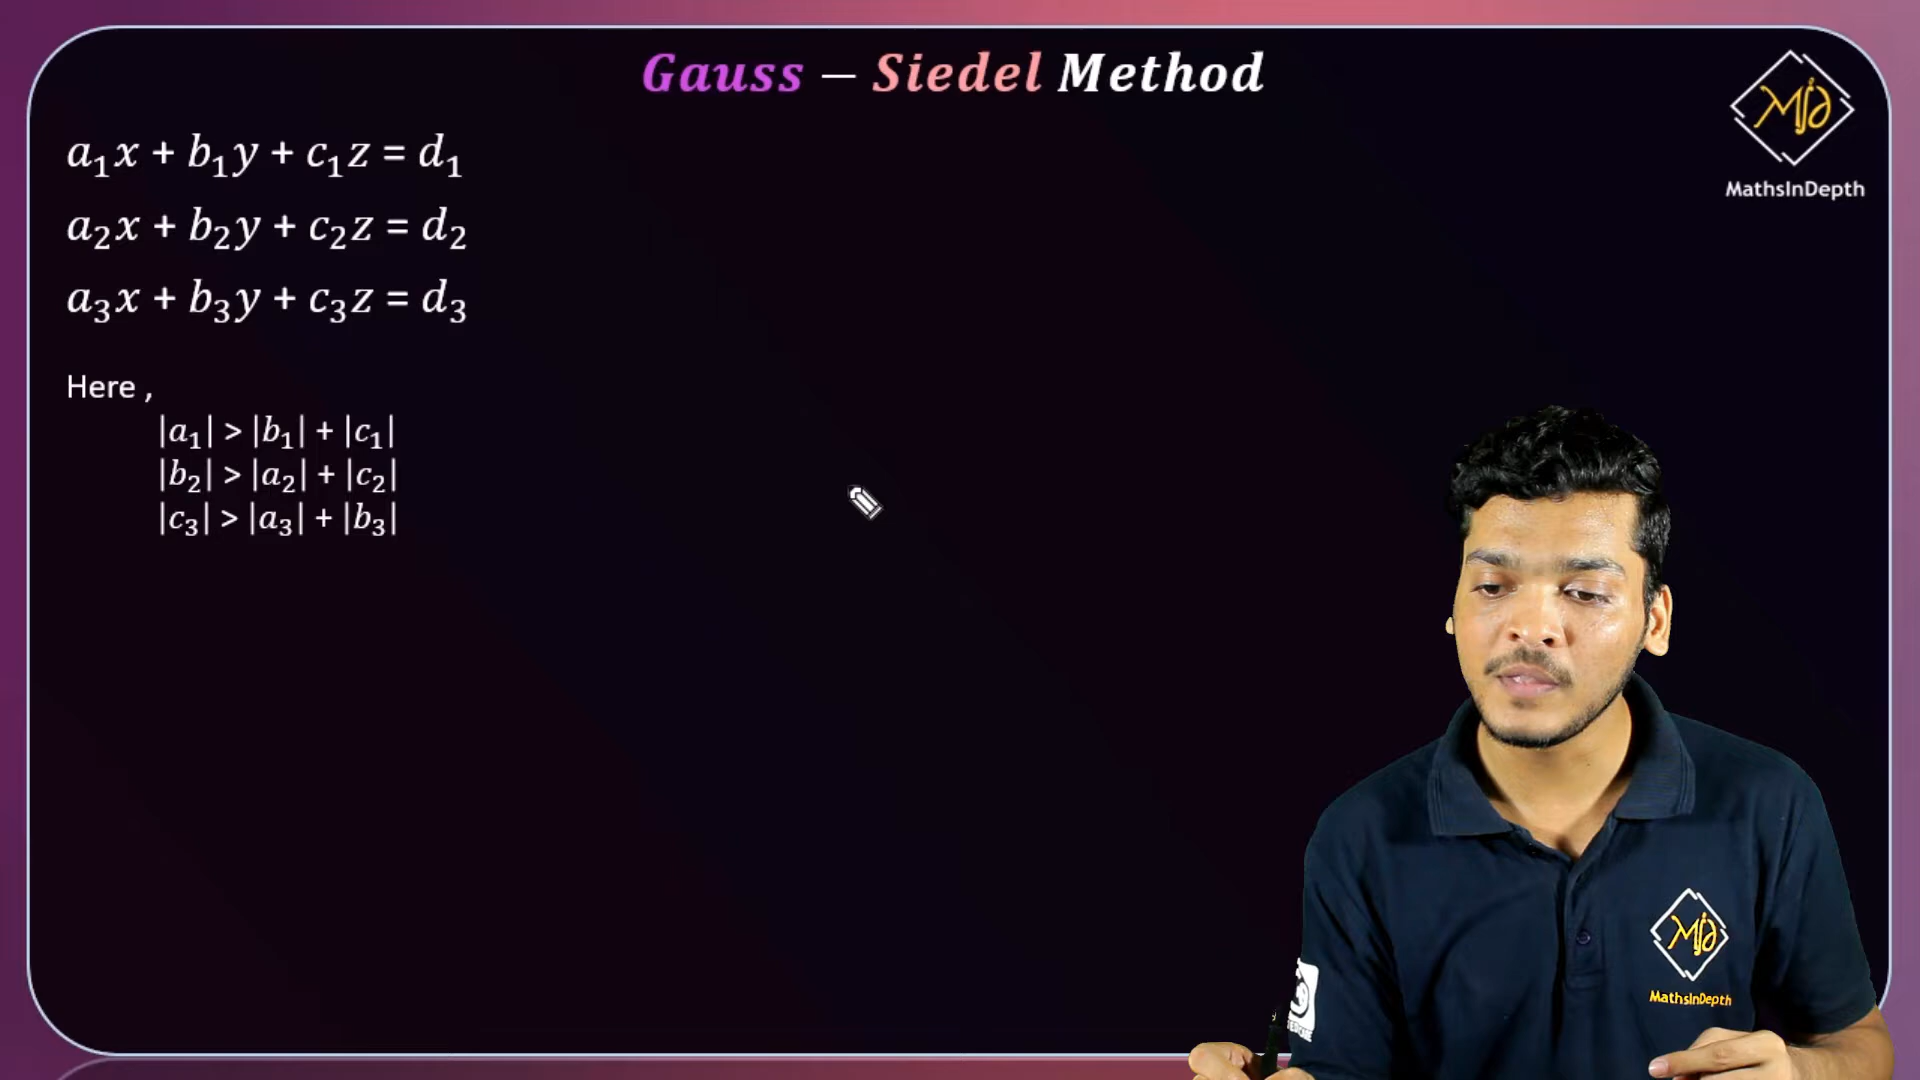 Gauss – Siedel Method
MathsInDepth
a₁x + b₁y + c₁z = d₁
a₂x + b₂y + c₂z = d₂
a₃x + b₃y + c₃z = d₃
Here ,
|a₁| > |b₁| + |c₁|
|b₂| > |a₂| + |c₂|
|c₃| > |a₃| + |b₃|
MathsInDepth